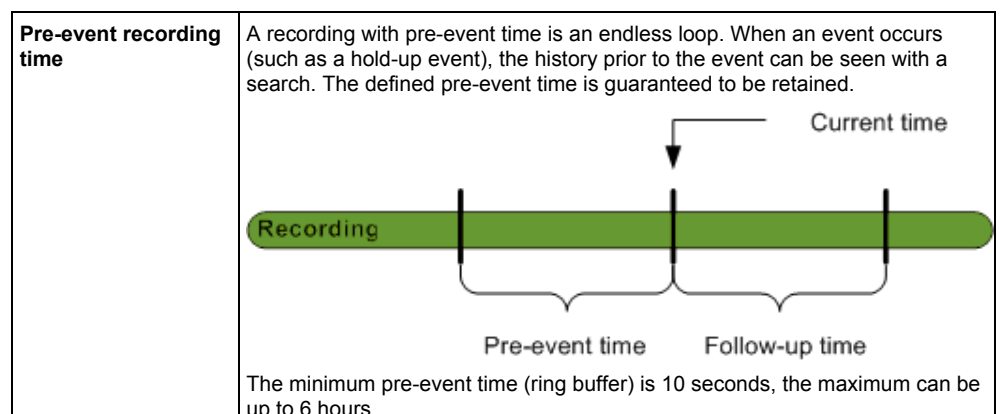 Pre-event recording
time
A recording with pre-event time is an endless loop. When an event occurs
(such as a hold-up event), the history prior to the event can be seen with a
search. The defined pre-event time is guaranteed to be retained.
Current time
Recording
Pre-event time
Follow-up time
The minimum pre-event time (ring buffer) is 10 seconds, the maximum can be
up to 6 hours